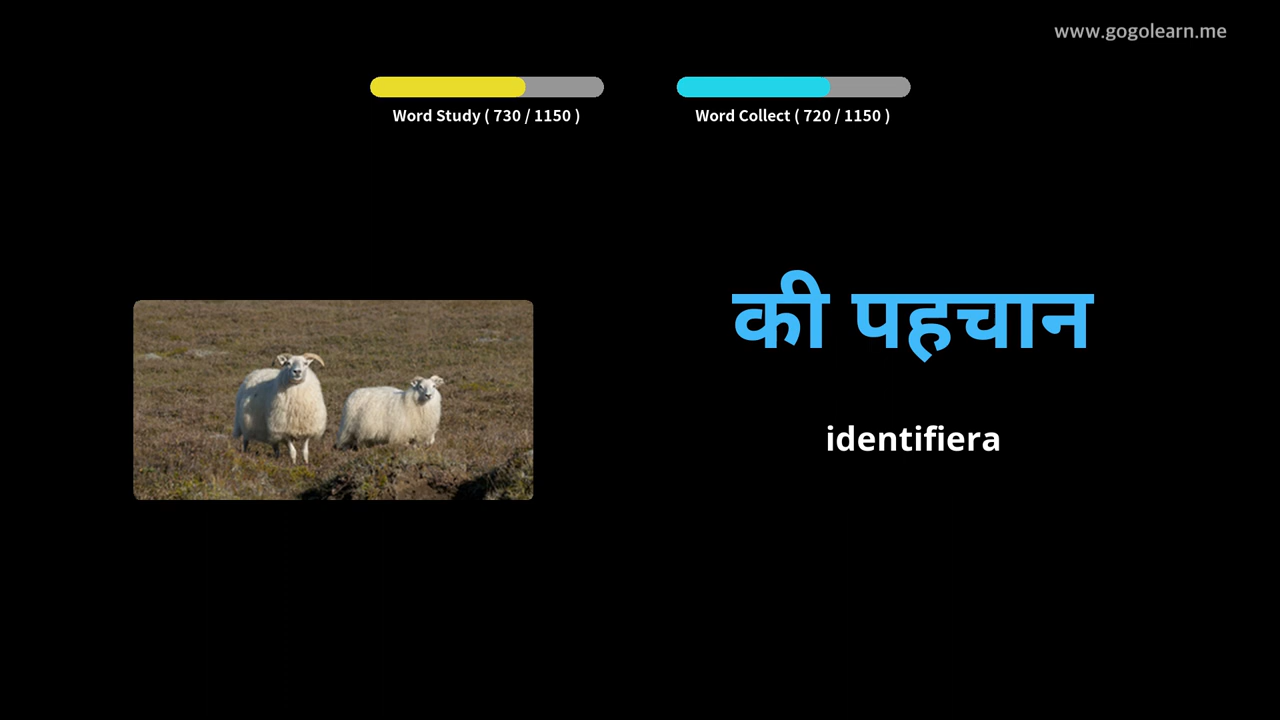 www.gogolearn.me
Word Study ( 730 / 1150 )
Word Collect ( 720 / 1150 )
की पहचान
identifiera